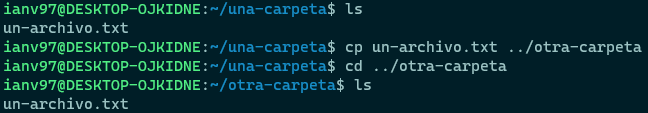 ianv97@DESKTOP-OJKIDNE:~/una-carpeta$ ls
un-archivo.txt
ianv97@DESKTOP-OJKIDNE:~/una-carpeta$ cp un-archivo.txt ../otra-carpeta
ianv97@DESKTOP-OJKIDNE:~/una-carpeta$ cd ../otra-carpeta
ianv97@DESKTOP-OJKIDNE:~/otra-carpeta$ ls
un-archivo.txt